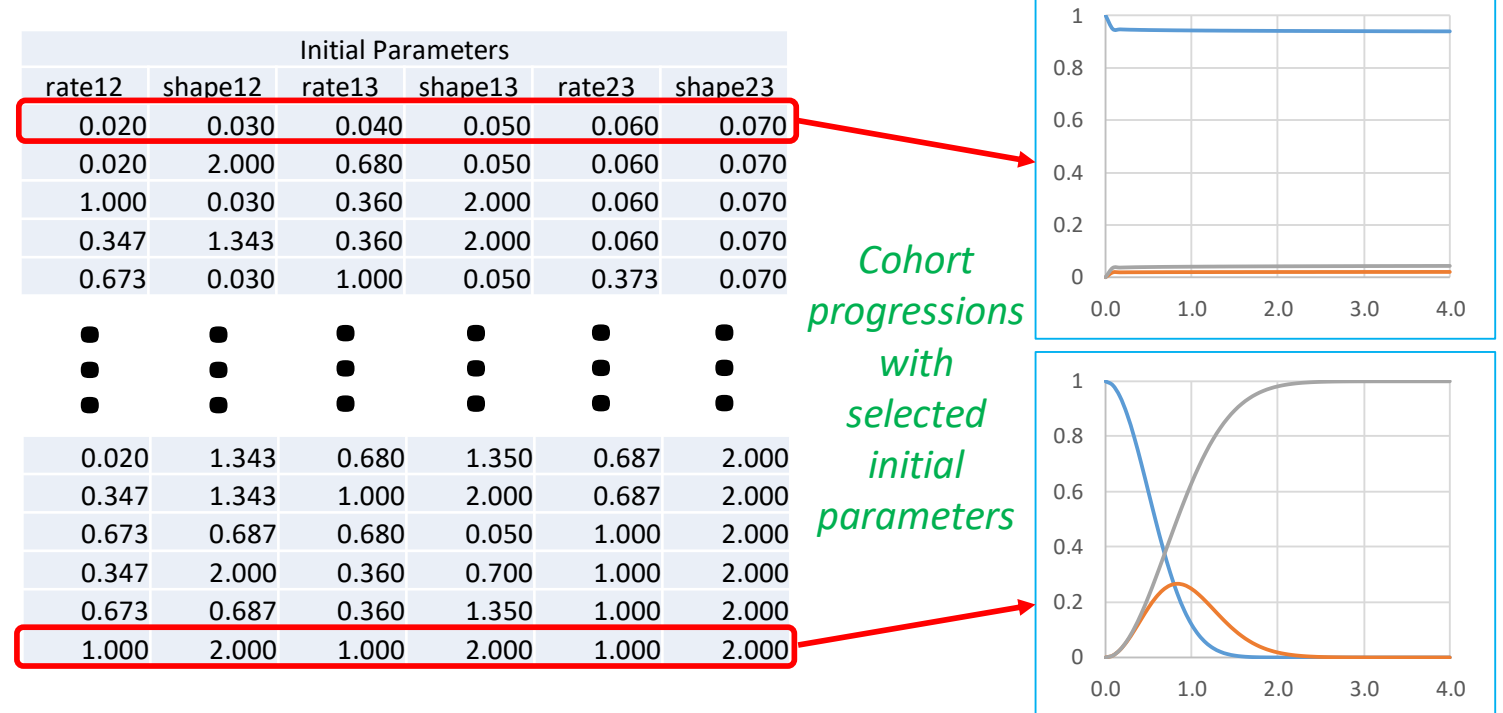 Initial Parameters
rate12 shape12 rate13 shape13 rate23 shape23
0.020 0.030 0.040 0.050 0.060 0.070
0.020 2.000 0.680 0.050 0.060 0.070
1.000 0.030 0.360 2.000 0.060 0.070
0.347 1.343 0.360 2.000 0.060 0.070
0.673 0.030 1.000 0.050 0.373 0.070
0.020 1.343 0.680 1.350 0.687 2.000
0.347 1.343 1.000 2.000 0.687 2.000
0.673 0.687 0.680 0.050 1.000 2.000
0.347 2.000 0.360 0.700 1.000 2.000
0.673 0.687 0.360 1.350 1.000 2.000
1.000 2.000 1.000 2.000 1.000 2.000
Cohort
progressions
with
selected
initial
parameters
1
0.8
0.6
0.4
0.2
0
0.0 1.0 2.0 3.0 4.0
1
0.8
0.6
0.4
0.2
0
0.0 1.0 2.0 3.0 4.0